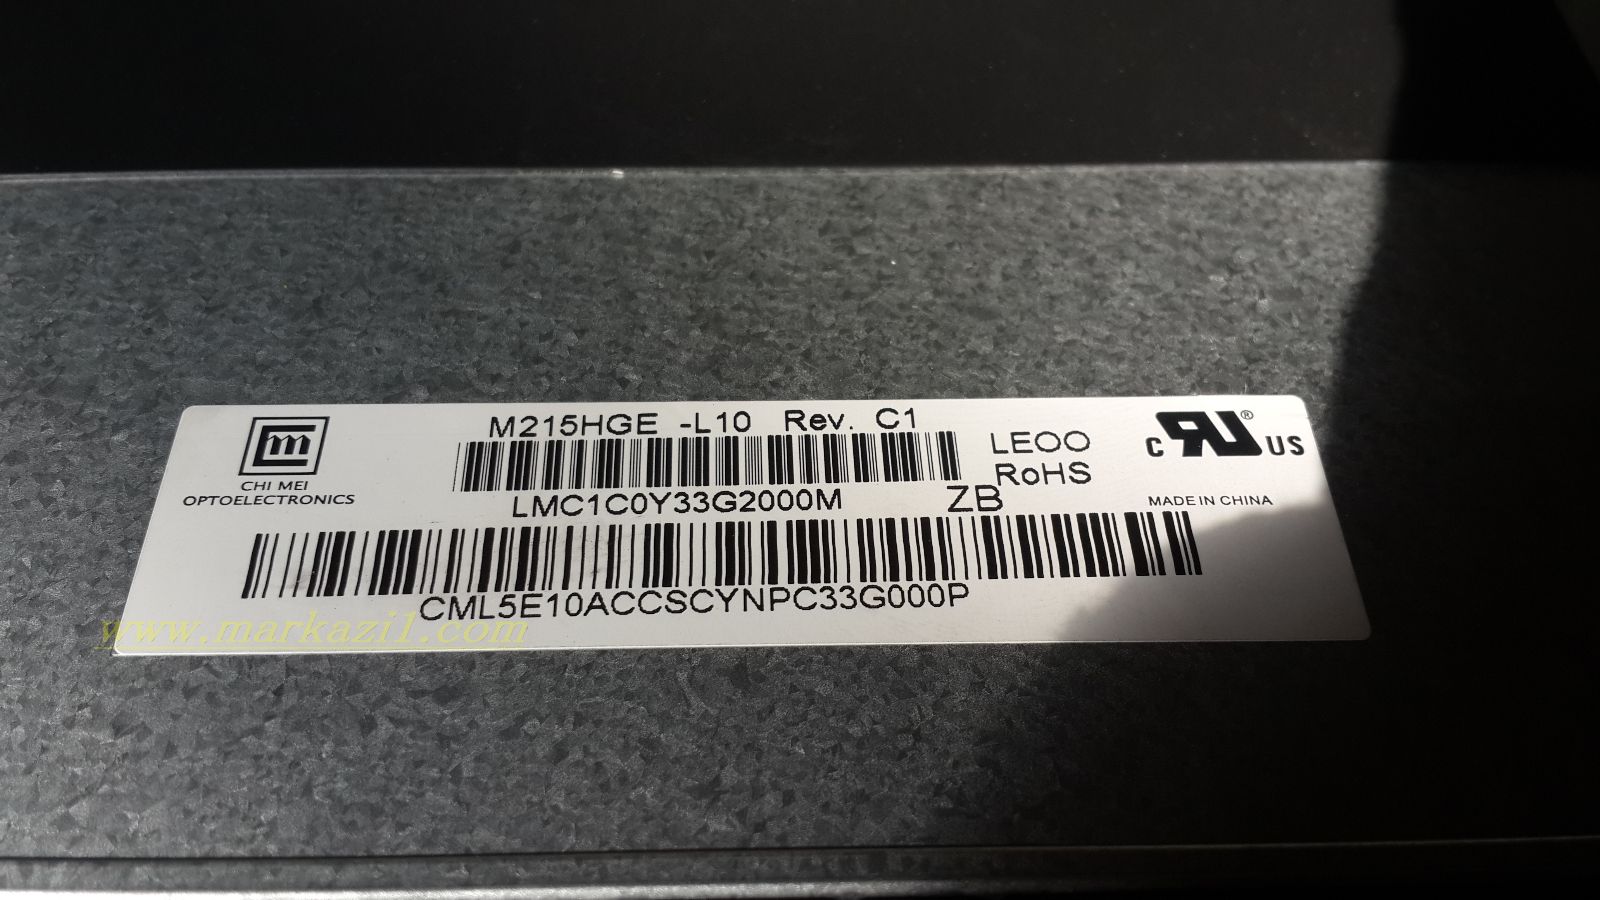 M215HGE -L10 Rev. C1
CHI MEI
OPTOELECTRONICS
LEOO
RoHS
LMC1C0Y33G2000M ZB
c RU ® US
MADE IN CHINA
CML5E10ACCSCYNPC33G000P
www.markazi1.com